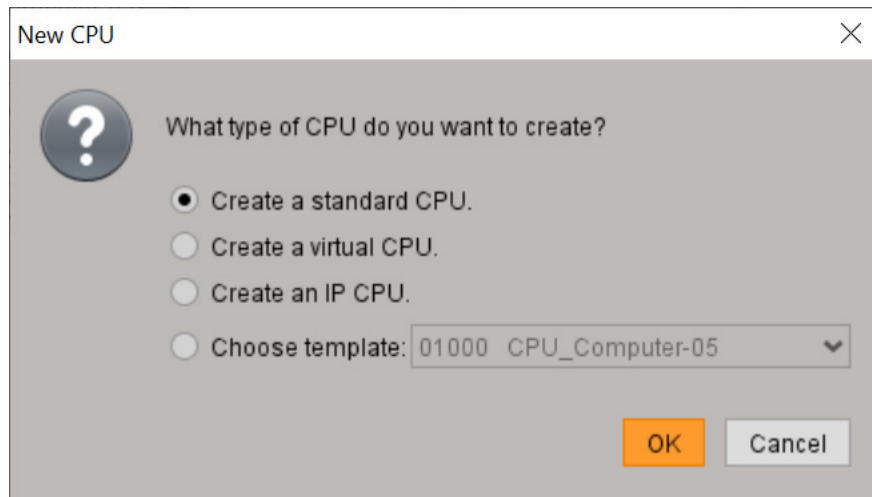 New CPU
What type of CPU do you want to create?
Create a standard CPU.
Create a virtual CPU.
Create an IP CPU.
Choose template: 01000 CPU_Computer-05
OK Cancel